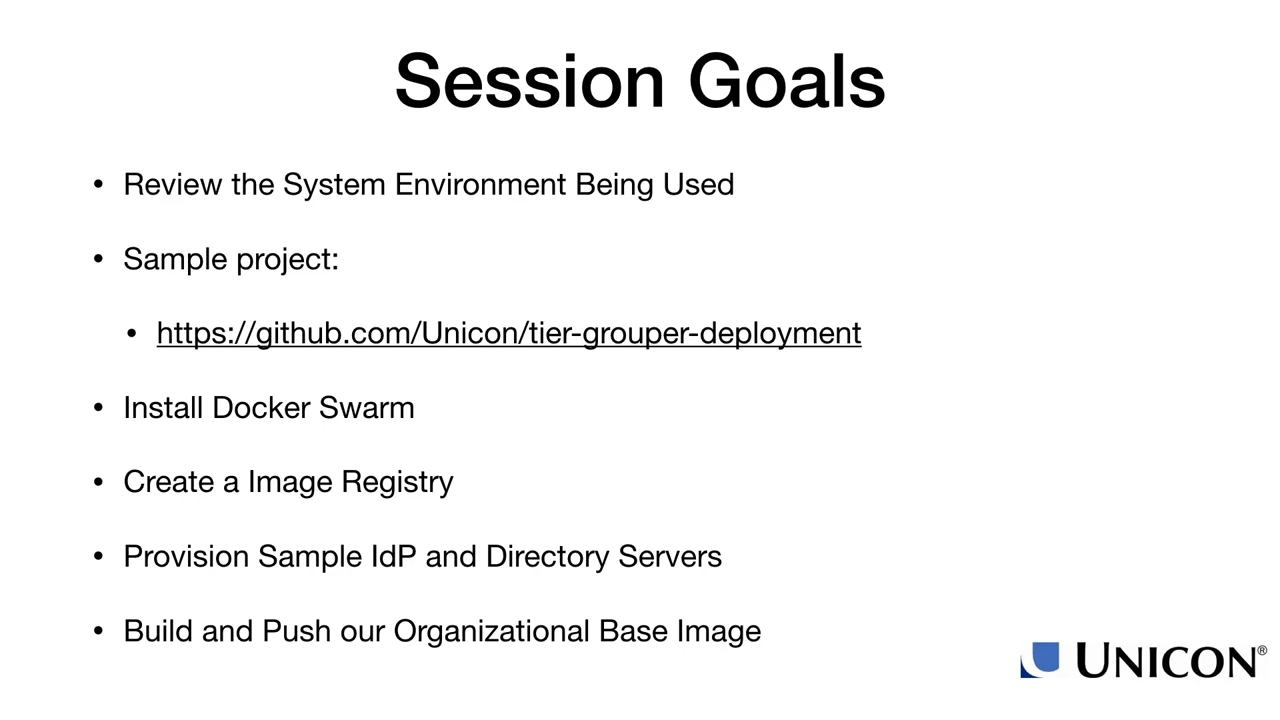 Session Goals
• Review the System Environment Being Used
• Sample project:
• https://github.com/Unicon/tier-grouper-deployment
• Install Docker Swarm
• Create a Image Registry
• Provision Sample IdP and Directory Servers
• Build and Push our Organizational Base Image
UNICON®